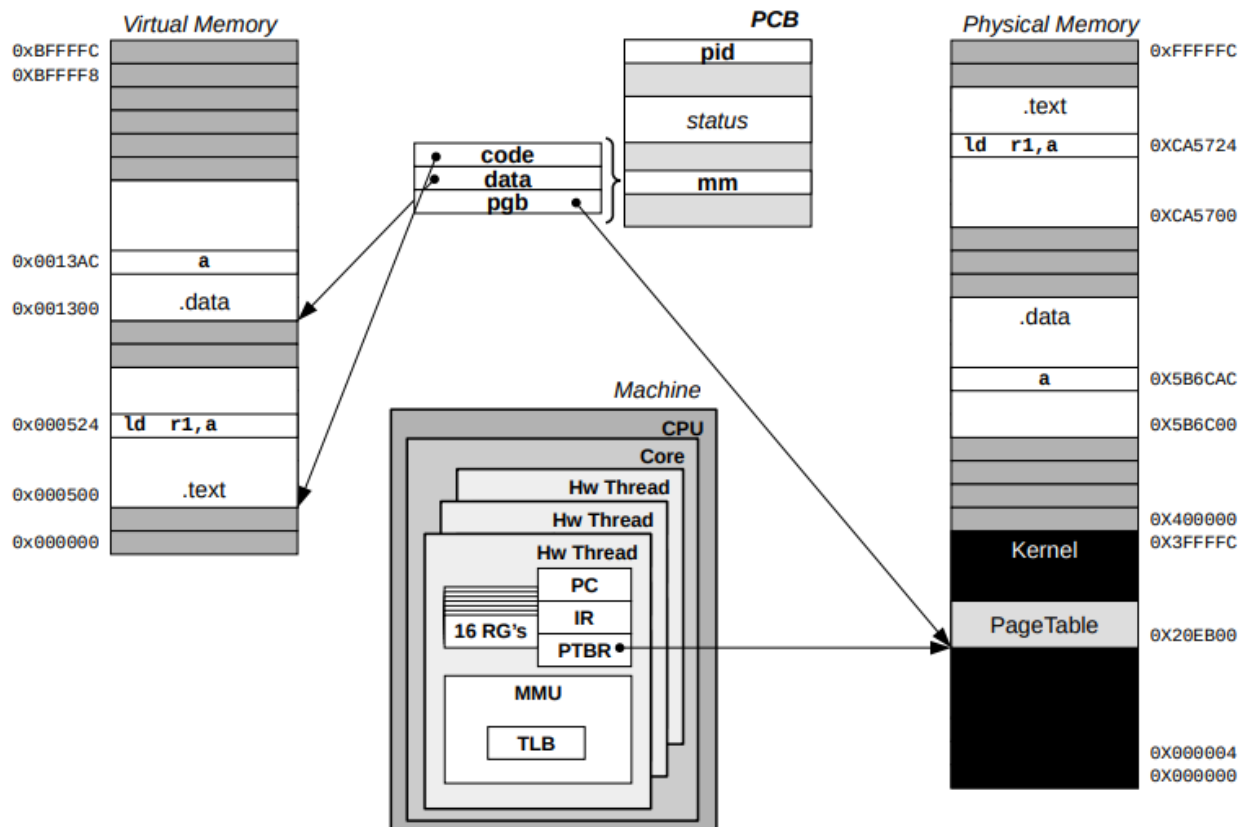 Virtual Memory
0xBFFFFC
0XBFFFF8
0x0013AC
a
0x001300
.data
0x000524
ld r1,a
0x000500
.text
0x000000
PCB
pid
status
mm
code
data
pgb
Machine
CPU
Core
Hw Thread
Hw Thread
Hw Thread
PC
IR
16 RG's
PTBR
MMU
TLB
Physical Memory
0xFFFFFC
.text
ld r1,a
0XCA5724
0XCA5700
.data
a
0X5B6CAC
0X5B6C00
0X400000
Kernel
0X3FFFFC
PageTable
0X20EB00
0X000004
0X000000